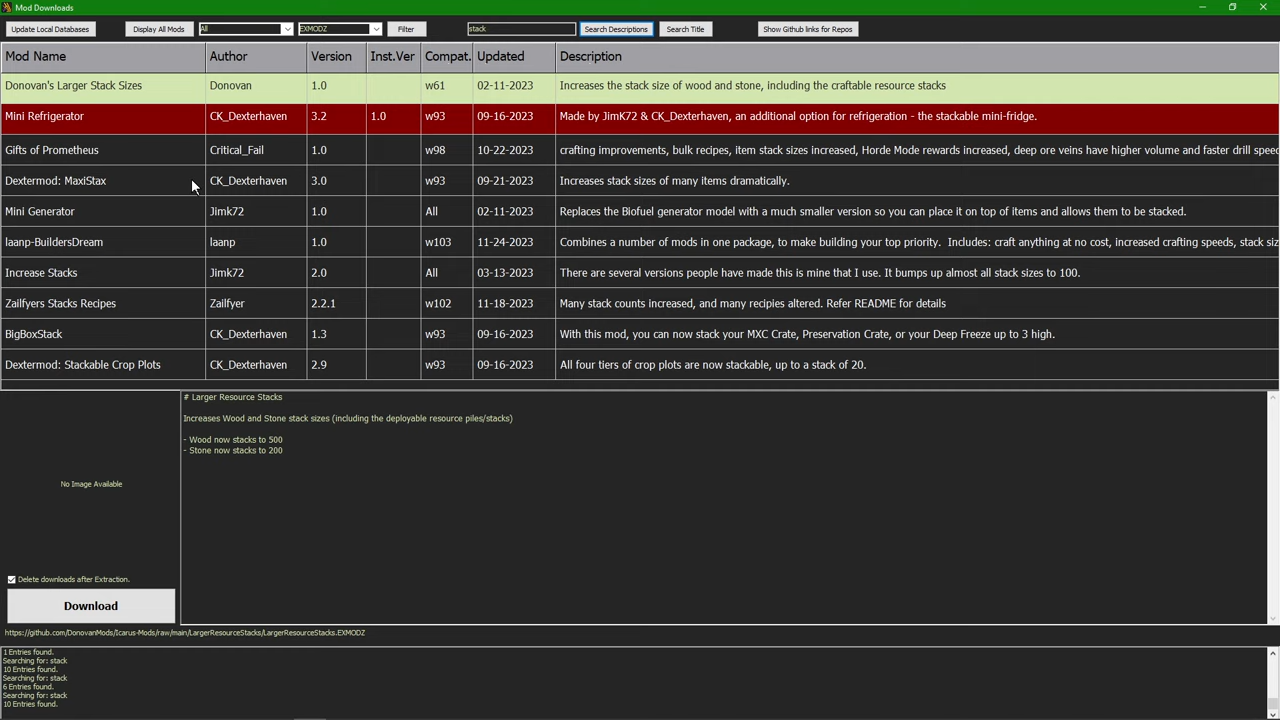 Mod Downloads
Update Local Databases Display All Mods All EXMODZ Filter stack Search Descriptions Search Title Show Github links for Repos
Mod Name Author Version Inst.Ver Compat. Updated Description
Donovan's Larger Stack Sizes Donovan 1.0 w61 02-11-2023 Increases the stack size of wood and stone, including the craftable resource stacks
Mini Refrigerator CK_Dexterhaven 3.2 1.0 w93 09-16-2023 Made by JimK72 & CK_Dexterhaven, an additional option for refrigeration - the stackable mini-fridge.
Gifts of Prometheus Critical_Fail 1.0 w98 10-22-2023 crafting improvements, bulk recipes, item stack sizes increased, Horde Mode rewards increased, deep ore veins have higher volume and faster drill speed
Dextermod: MaxiStax CK_Dexterhaven 3.0 w93 09-21-2023 Increases stack sizes of many items dramatically.
Mini Generator Jimk72 1.0 All 02-11-2023 Replaces the Biofuel generator model with a much smaller version so you can place it on top of items and allows them to be stacked.
laanp-BuildersDream laanp 1.0 w103 11-24-2023 Combines a number of mods in one package, to make building your top priority. Includes: craft anything at no cost, increased crafting speeds, stack siz
Increase Stacks Jimk72 2.0 All 03-13-2023 There are several versions people have made this is mine that I use. It bumps up almost all stack sizes to 100.
Zailfyers Stacks Recipes Zailfyer 2.2.1 w102 11-18-2023 Many stack counts increased, and many recipies altered. Refer README for details
BigBoxStack CK_Dexterhaven 1.3 w93 09-16-2023 With this mod, you can now stack your MXC Crate, Preservation Crate, or your Deep Freeze up to 3 high.
Dextermod: Stackable Crop Plots CK_Dexterhaven 2.9 w93 09-16-2023 All four tiers of crop plots are now stackable, up to a stack of 20.
# Larger Resource Stacks
Increases Wood and Stone stack sizes (including the deployable resource piles/stacks)
- Wood now stacks to 500
- Stone now stacks to 200
No Image Available
Delete downloads after Extraction.
Download
https://github.com/DonovanMods/Icarus-Mods/raw/main/LargerResourceStacks/LargerResourceStacks.EXMODZ
1 Entries found.
Searching for: stack
10 Entries found.
Searching for: stack
6 Entries found.
Searching for: stack
10 Entries found.